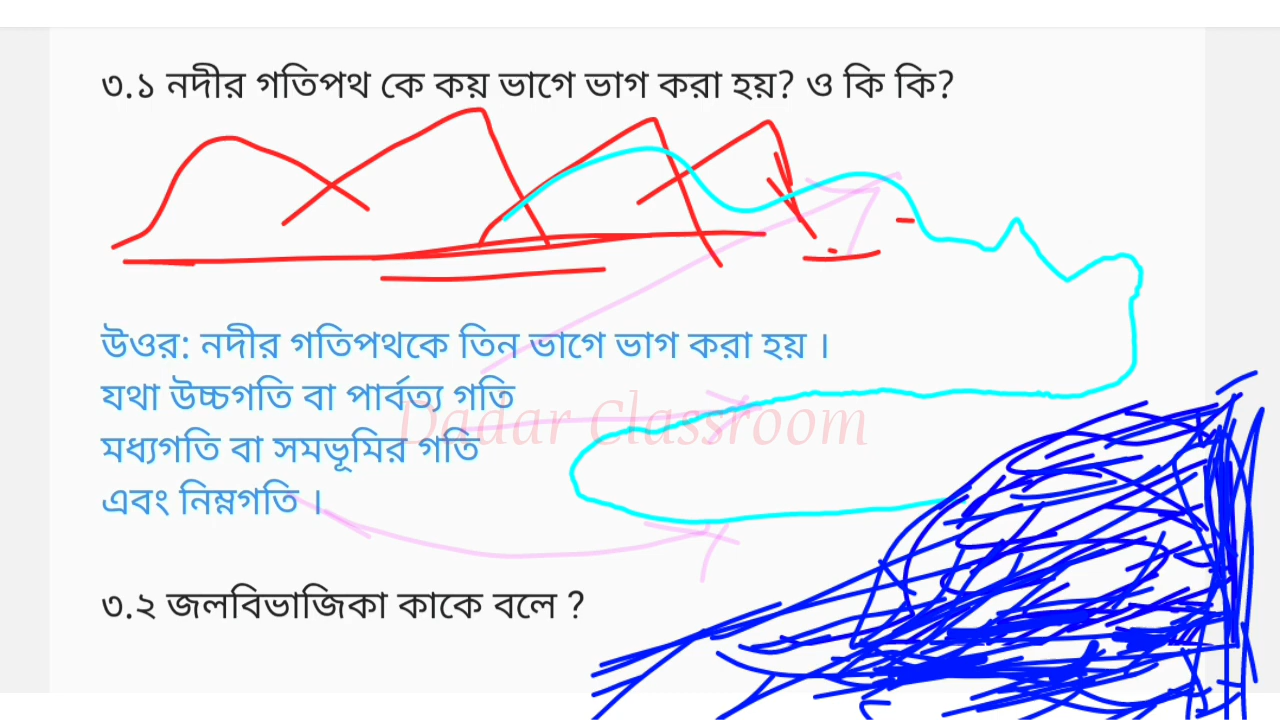 ৩.১ নদীর গতিপথ কে কয় ভাগে ভাগ করা হয়? ও কি কি?
উওর: নদীর গতিপথকে তিন ভাগে ভাগ করা হয় ।
যথা উচ্চগতি বা পার্বত্য গতি
Dadar Classroom
মধ্যগতি বা সমভূমির গতি
এবং নিম্নগতি ।
৩.২ জলবিভাজিকা কাকে বলে ?